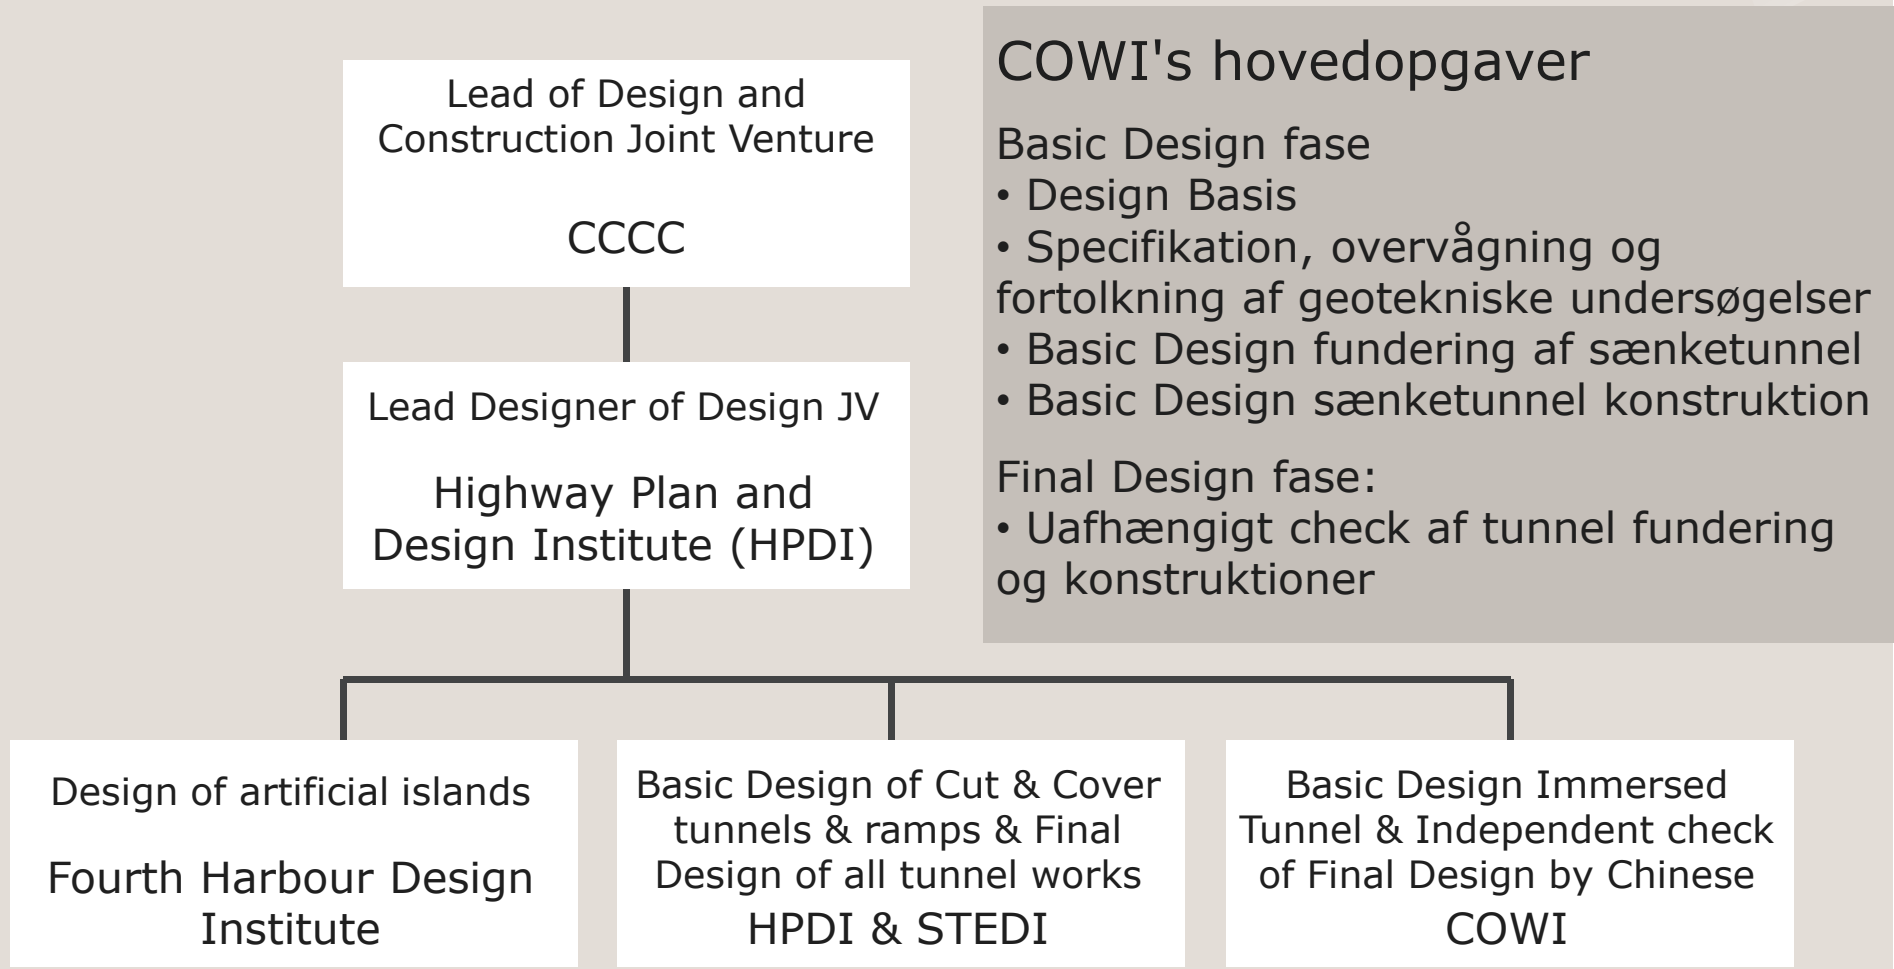 Lead of Design and
Construction Joint Venture
CCCC
Lead Designer of Design JV
Highway Plan and
Design Institute (HPDI)
Design of artificial islands
Fourth Harbour Design
Institute
Basic Design of Cut & Cover
tunnels & ramps & Final
Design of all tunnel works
HPDI & STEDI
Basic Design Immersed
Tunnel & Independent check
of Final Design by Chinese
COWI
COWI's hovedopgaver
Basic Design fase
• Design Basis
• Specifikation, overvågning og
fortolkning af geotekniske undersøgelser
• Basic Design fundering af sænketunnel
• Basic Design sænketunnel konstruktion
Final Design fase:
• Uafhængigt check af tunnel fundering
og konstruktioner